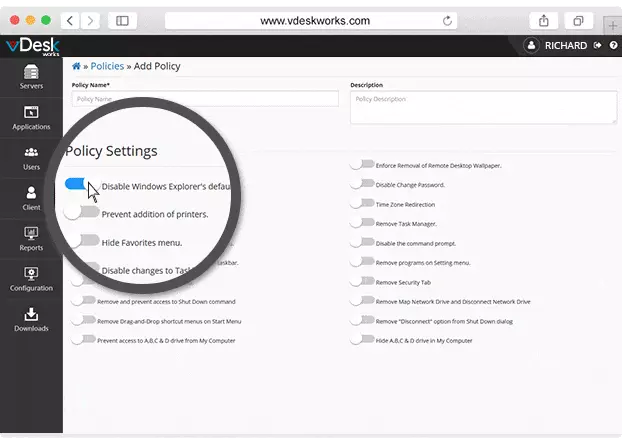 www.vdeskworks.com
vDesk
works
RICHARD
» Policies » Add Policy
Servers
Applications
Users
Client
Reports
Configuration
Downloads
Policy Name*
Policy Name
Description
Policy Description
Policy Settings
Disable Windows Explorer's defau
Prevent addition of printers.
Hide Favorites menu.
Disable changes to Task
taskbar.
Remove and prevent access to Shut Down command
Remove Drag-and-Drop shortcut menus on Start Menu
Prevent access to A,B,C & D drive from My Computer
Enforce Removal of Remote Desktop Wallpaper.
Disable Change Password.
Time Zone Redirection
Remove Task Manager.
Disable the command prompt.
Remove programs on Setting menu.
Remove Security Tab
Remove Map Network Drive and Disconnect Network Drive
Remove "Disconnect" option from Shut Down dialog
Hide A,B,C & D drive in My Computer